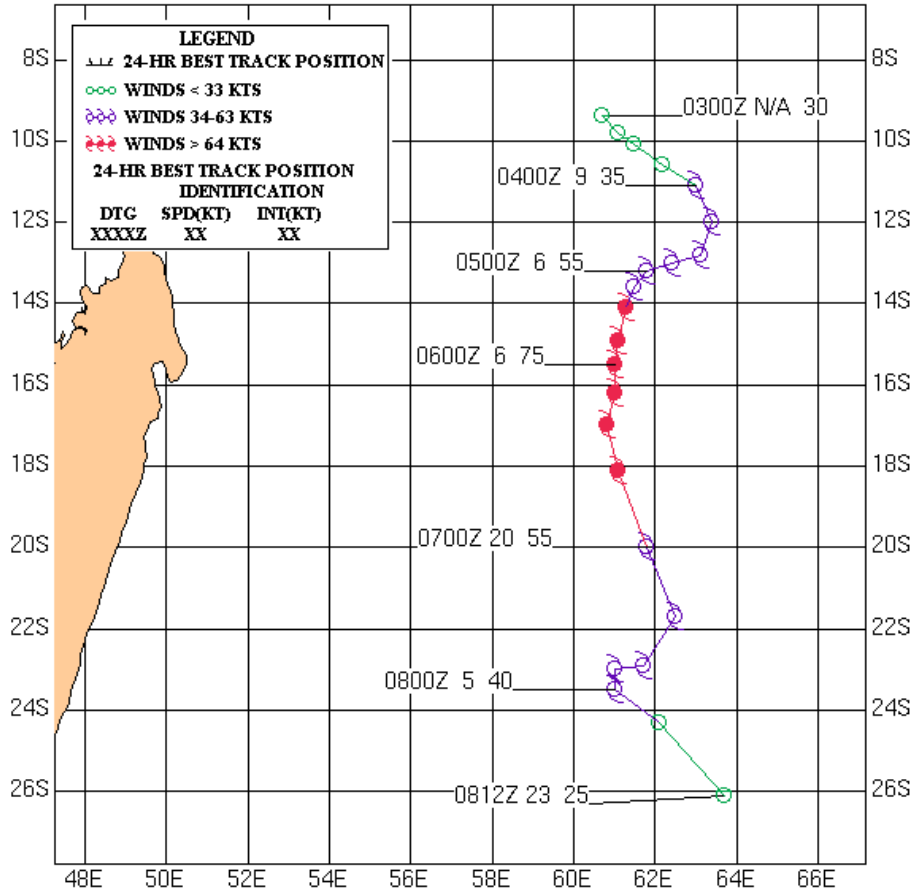 LEGEND
24-HR BEST TRACK POSITION
WINDS < 33 KTS
WINDS 34-63 KTS
WINDS > 64 KTS
24-HR BEST TRACK POSITION
IDENTIFICATION
DTG SPD(KT) INT(KT)
XXXXZ XX XX
8S 8S
0300Z N/A 30
10S 10S
0400Z 9 35
12S 12S
0500Z 6 55
14S 14S
0600Z 6 75
16S 16S
18S 18S
0700Z 20 55
20S 20S
22S 22S
0800Z 5 40
24S 24S
0812Z 23 25
26S 26S
48E 50E 52E 54E 56E 58E 60E 62E 64E 66E